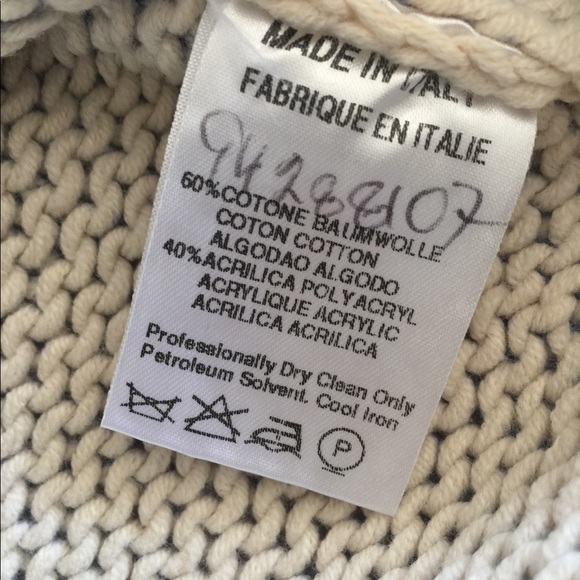 MADE IN ITALY
FABRIQUE EN ITALIE
94288107
60%COTONE BAUMWOLLE
COTON COTTON
ALGODAO ALGODO
40%ACRILICA POLYACRYL
ACRYLIQUE ACRYLIC
ACRILICA ACRILICA
Professionally Dry Clean Only
Petroleum Solvent. Cool Iron
P